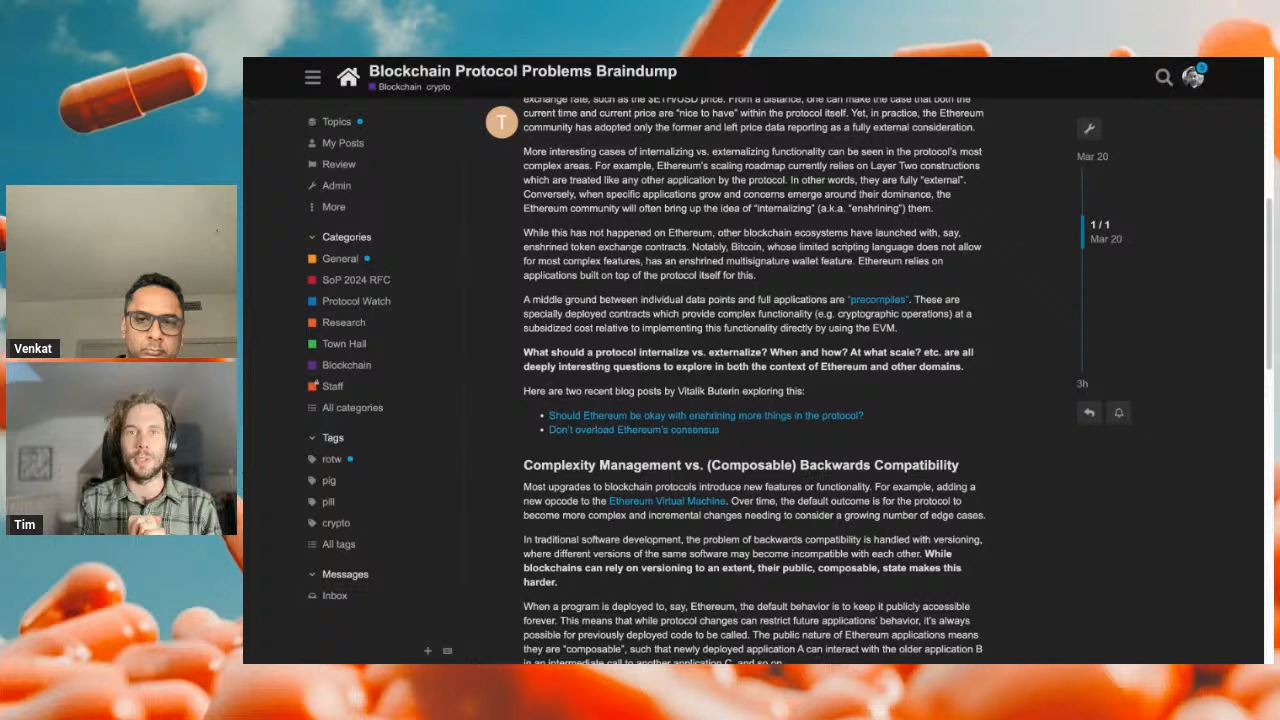 Blockchain Protocol Problems Braindump
Blockchain crypto
Topics
My Posts
Review
Admin
More
Categories
General
SoP 2024 RFC
Protocol Watch
Research
Town Hall
Blockchain
Staff
All categories
Tags
rotw
pig
pill
crypto
All tags
Messages
Inbox
Venkat
Tim
T
exchange rate, such as the $ETH/USD price. From a distance, one can make the case that both the
current time and current price are “nice to have” within the protocol itself. Yet, in practice, the Ethereum
community has adopted only the former and left price data reporting as a fully external consideration.
More interesting cases of internalizing vs. externalizing functionality can be seen in the protocol's most
complex areas. For example, Ethereum's scaling roadmap currently relies on Layer Two constructions
which are treated like any other application by the protocol. In other words, they are fully “external”.
Conversely, when specific applications grow and concerns emerge around their dominance, the
Ethereum community will often bring up the idea of “internalizing” (a.k.a. “enshrining”) them.
While this has not happened on Ethereum, other blockchain ecosystems have launched with, say,
enshrined token exchange contracts. Notably, Bitcoin, whose limited scripting language does not allow
for most complex features, has an enshrined multisignature wallet feature. Ethereum relies on
applications built on top of the protocol itself for this.
A middle ground between individual data points and full applications are “precompiles”. These are
specially deployed contracts which provide complex functionality (e.g. cryptographic operations) at a
subsidized cost relative to implementing this functionality directly by using the EVM.
What should a protocol internalize vs. externalize? When and how? At what scale? etc. are all
deeply interesting questions to explore in both the context of Ethereum and other domains.
Here are two recent blog posts by Vitalik Buterin exploring this:
• Should Ethereum be okay with enshrining more things in the protocol?
• Don't overload Ethereum's consensus
Complexity Management vs. (Composable) Backwards Compatibility
Most upgrades to blockchain protocols introduce new features or functionality. For example, adding a
new opcode to the Ethereum Virtual Machine. Over time, the default outcome is for the protocol to
become more complex and incremental changes needing to consider a growing number of edge cases.
In traditional software development, the problem of backwards compatibility is handled with versioning,
where different versions of the same software may become incompatible with each other. While
blockchains can rely on versioning to an extent, their public, composable, state makes this
harder.
When a program is deployed to, say, Ethereum, the default behavior is to keep it publicly accessible
forever. This means that while protocol changes can restrict future applications' behavior, it's always
possible for previously deployed code to be called. The public nature of Ethereum applications means
they are “composable”, such that newly deployed application A can interact with the older application B
in an intermediate call to another application C, and so on.
Mar 20
1 / 1
Mar 20
3h